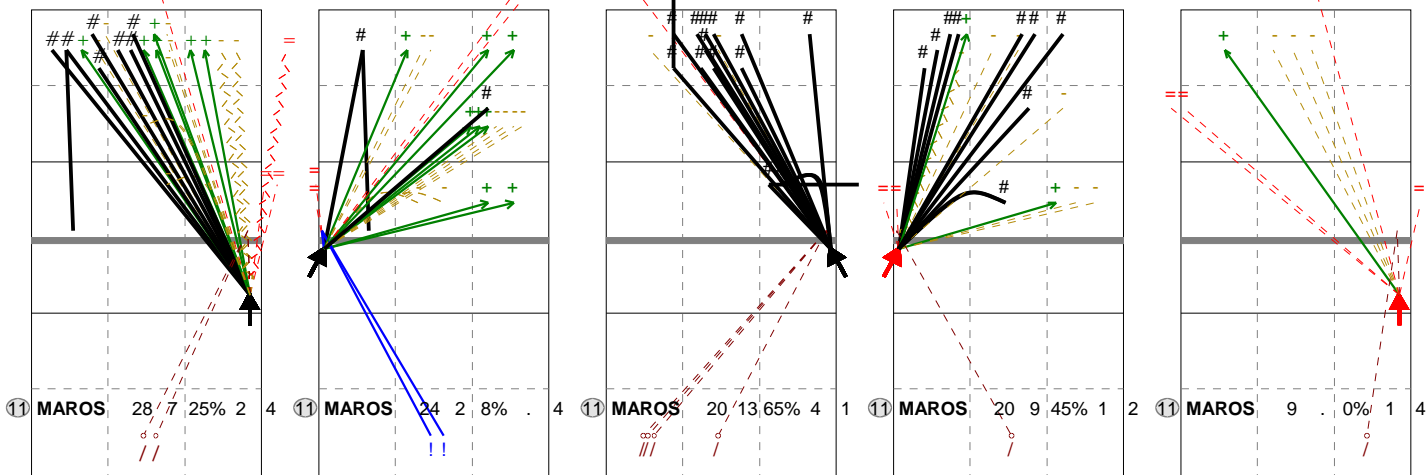 11 MAROS 28 7 25% 2 4
11 MAROS 24 2 8% . 4
11 MAROS 20 13 65% 4 1
11 MAROS 20 9 45% 1 2
11 MAROS 9 . 0% 1 4